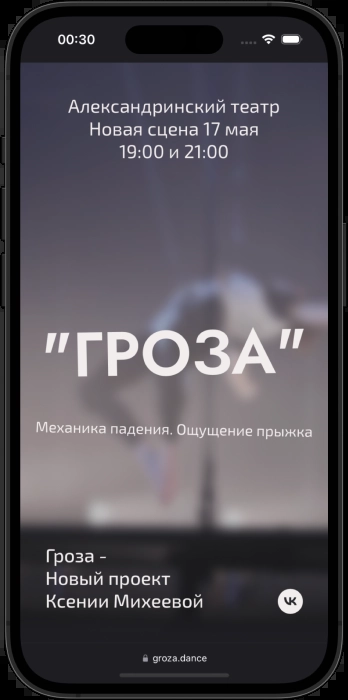 00:30
Александринский театр
Новая сцена 17 мая
19:00 и 21:00
"ГРОЗА"
Механика падения. Ощущение прыжка
Гроза -
Новый проект
Ксении Михеевой
groza.dance